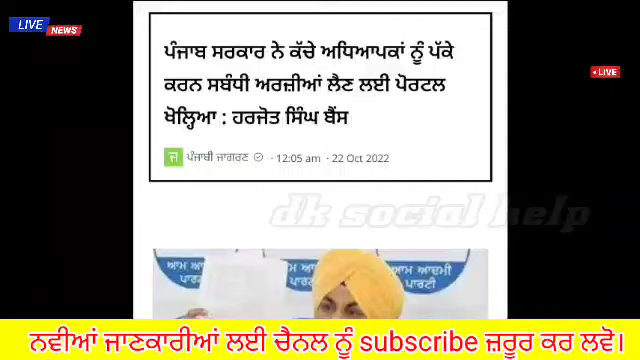 LIVE
NEWS
ਪੰਜਾਬ ਸਰਕਾਰ ਨੇ ਕੱਚੇ ਅਧਿਆਪਕਾਂ ਨੂੰ ਪੱਕੇ
ਕਰਨ ਸਬੰਧੀ ਅਰਜ਼ੀਆਂ ਲੈਣ ਲਈ ਪੋਰਟਲ
ਖੋਲ੍ਹਿਆ : ਹਰਜੋਤ ਸਿੰਘ ਬੈਂਸ
ਜ ਪੰਜਾਬੀ ਜਾਗਰਣ · 12:05 am · 22 Oct 2022
LIVE
dk social help
ਆਮ ਆਦਮੀ ਆਮ ਆ ਆਮ ਆਦਮੀ
ਪਾਰਟੀ ਪਾਰਟੀ
ਨਵੀਆਂ ਜਾਣਕਾਰੀਆਂ ਲਈ ਚੈਨਲ ਨੂੰ subscribe ਜ਼ਰੂਰ ਕਰ ਲਵੋ।